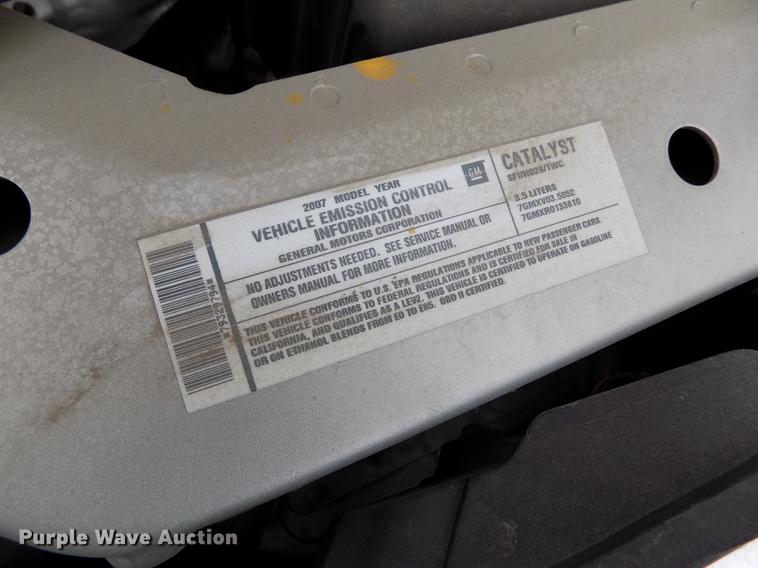 2007 MODEL YEAR
VEHICLE EMISSION CONTROL
INFORMATION
GENERAL MOTORS CORPORATION
GM
CATALYST
SFI/HO2S/TWC
3.5 LITERS
7GMXV03.5052
7GMXR0133810
NO ADJUSTMENTS NEEDED. SEE SERVICE MANUAL OR
OWNERS MANUAL FOR MORE INFORMATION.
THIS VEHICLE CONFORMS TO U.S. EPA REGULATIONS APPLICABLE TO NEW PASSENGER CARS.
THIS VEHICLE CONFORMS TO FEDERAL REGULATIONS AND IS CERTIFIED FOR SALE IN
CALIFORNIA, AND QUALIFIES AS A LEV2. THIS VEHICLE IS CERTIFIED TO OPERATE ON GASOLINE
OR ON ETHANOL BLENDS FROM E0 TO E85. OBD II CERTIFIED.
Purple Wave Auction